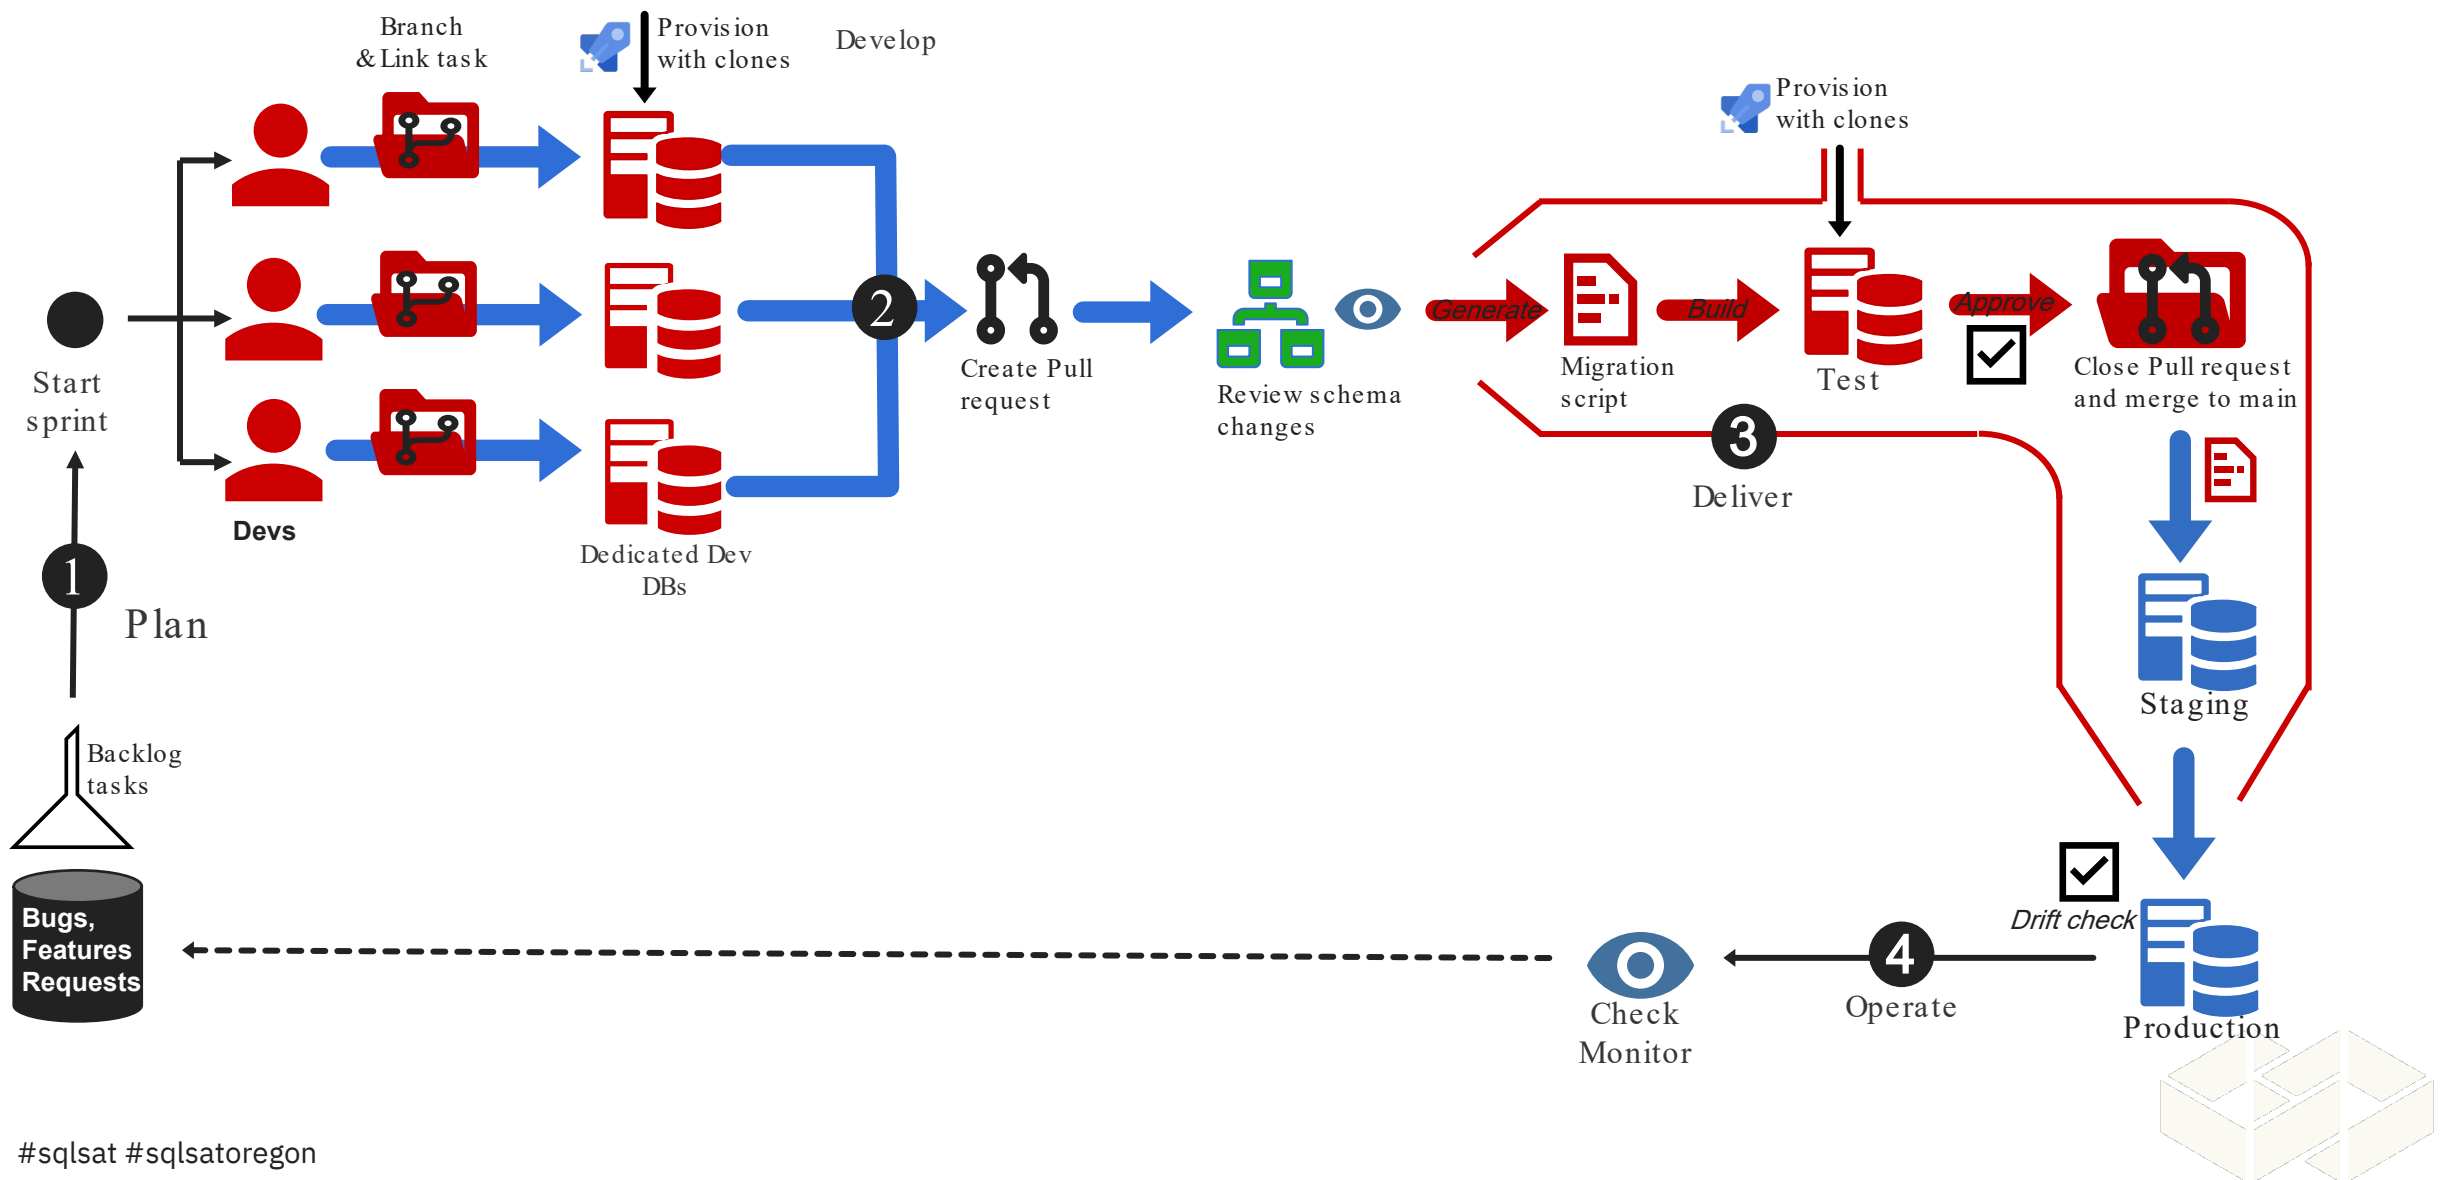 Branch
&Link task
Provision
with clones
Develop
Provision
with clones
2
Create Pull
request
Review schema
changes
Generate
Migration
script
Build
Test
Approve
Close Pull request
and merge to main
3
Deliver
Start
sprint
Devs
Dedicated Dev
DBs
1
Plan
Backlog
tasks
Bugs,
Features
Requests
Staging
Drift check
Production
4
Operate
Check
Monitor
#sqlsat #sqlsatoregon